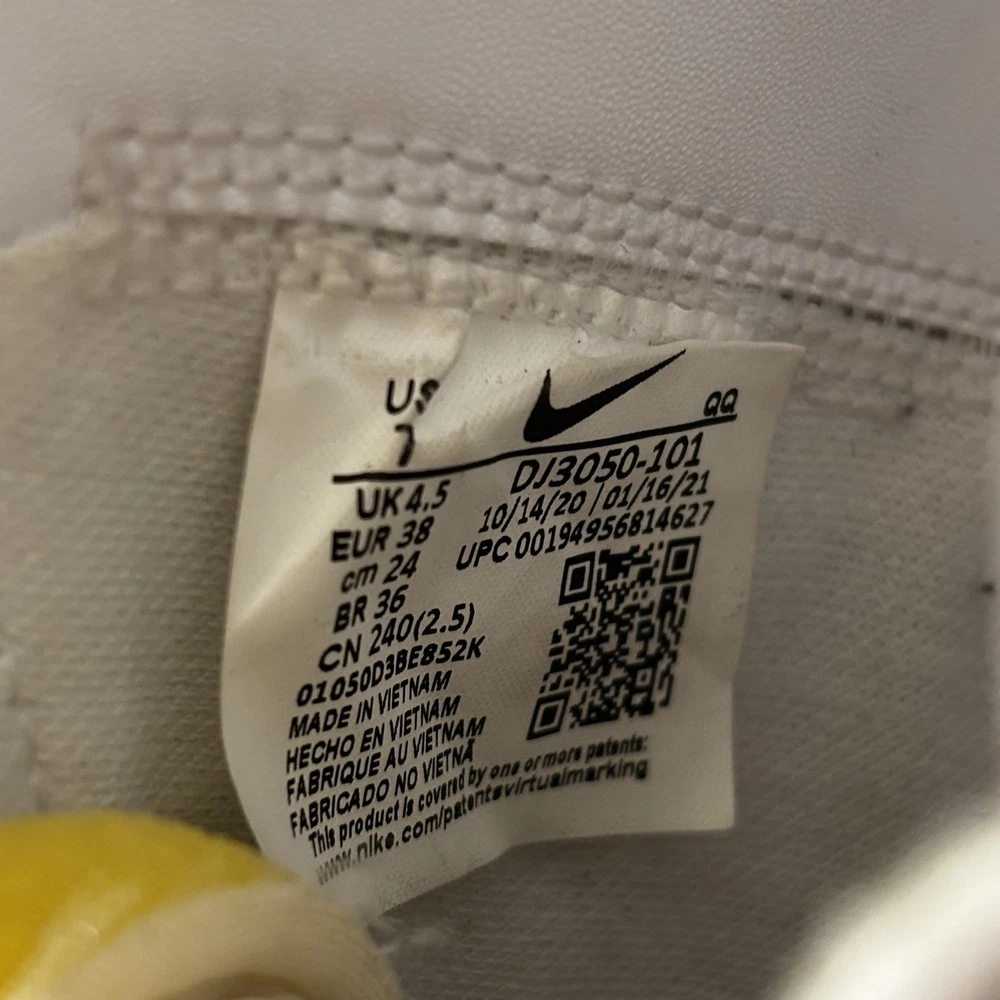 US
7
QQ
UK 4.5
EUR 38
cm 24
BR 36
CN 240(2.5)
DJ3050-101
10/14/20 / 01/16/21
UPC 00194956814627
01050D3BE852K
MADE IN VIETNAM
HECHO EN VIETNAM
FABRIQUE AU VIETNAM
FABRICADO NO VIETNÃ
This product is covered by one or more patents:
www.nike.com/patentsvirtualmarking